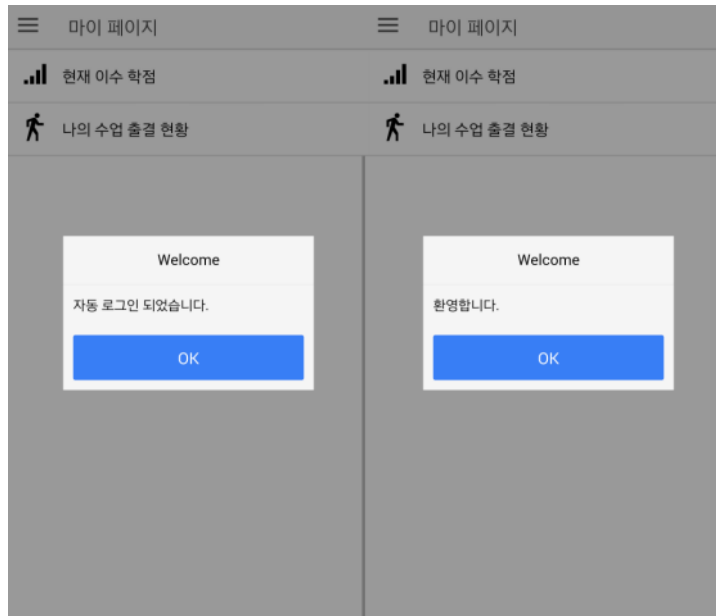 마이 페이지
현재 이수 학점
나의 수업 출결 현황
Welcome
자동 로그인 되었습니다.
OK
마이 페이지
현재 이수 학점
나의 수업 출결 현황
Welcome
환영합니다.
OK